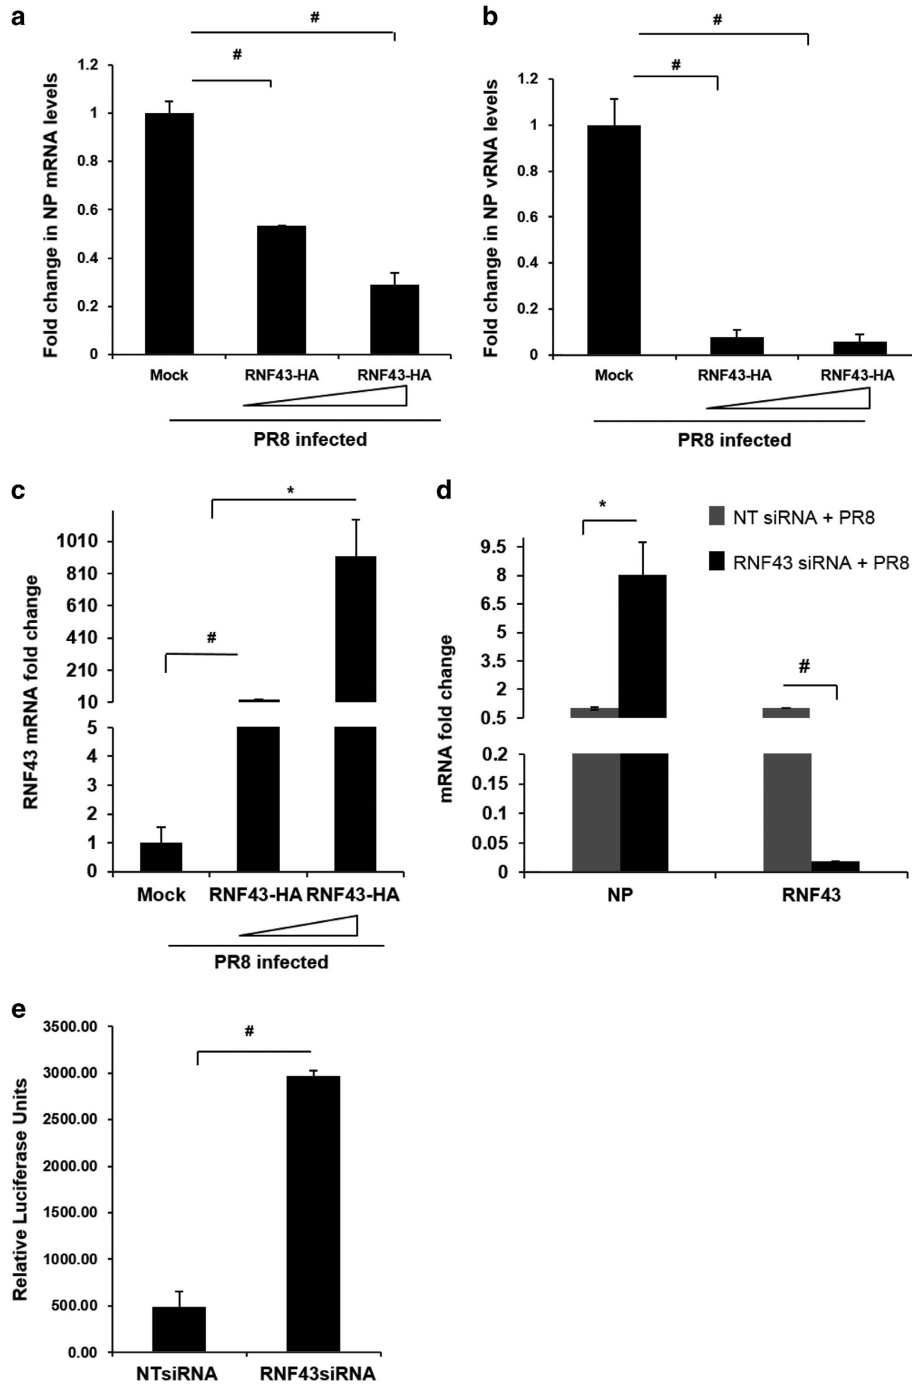 a
#
#
Fold change in NP mRNA levels
1.2
1
0.8
0.6
0.4
0.2
0
Mock
RNF43-HA
RNF43-HA
PR8 infected
b
#
#
Fold change in NP vRNA levels
1.2
1
0.8
0.6
0.4
0.2
0
Mock
RNF43-HA
RNF43-HA
PR8 infected
c
*
#
RNF43 mRNA fold change
1010
810
610
410
210
10
5
4
3
2
1
0
Mock
RNF43-HA
RNF43-HA
PR8 infected
d
NT siRNA + PR8
RNF43 siRNA + PR8
*
#
mRNA fold change
9.5
8
6.5
5
3.5
2
0.5
0.2
0.15
0.1
0.05
0
NP
RNF43
e
#
Relative Luciferase Units
3500.00
3000.00
2500.00
2000.00
1500.00
1000.00
500.00
0.00
NTsiRNA
RNF43siRNA